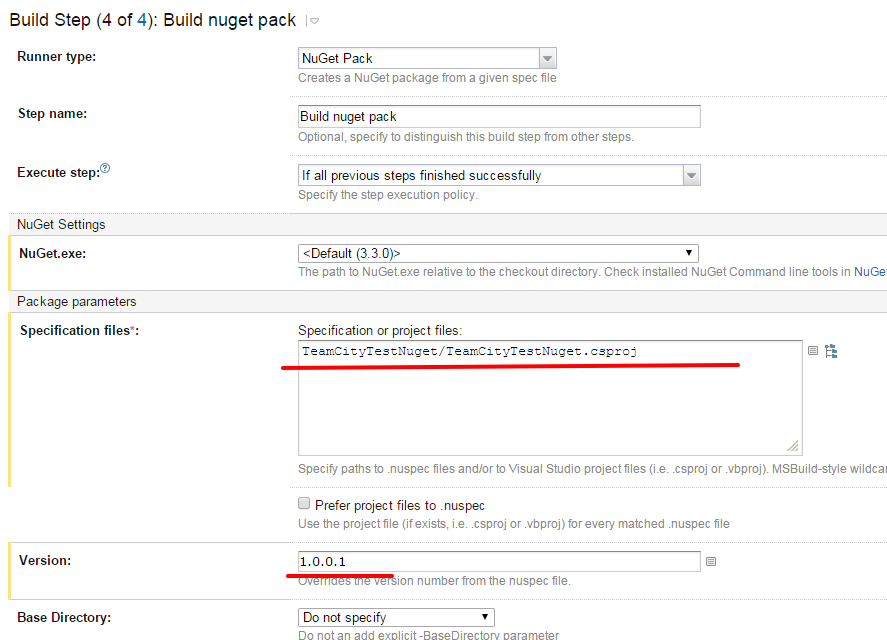 Build Step (4 of 4): Build nuget pack
Runner type:
NuGet Pack
Creates a NuGet package from a given spec file
Step name:
Build nuget pack
Optional, specify to distinguish this build step from other steps.
Execute step:
If all previous steps finished successfully
Specify the step execution policy.
NuGet Settings
NuGet.exe:
<Default (3.3.0)>
The path to NuGet.exe relative to the checkout directory. Check installed NuGet Command line tools in NuGe
Package parameters
Specification files*:
Specification or project files:
TeamCityTestNuget/TeamCityTestNuget.csproj
Specify paths to .nuspec files and/or to Visual Studio project files (i.e. .csproj or .vbproj). MSBuild-style wildca
Prefer project files to .nuspec
Use the project file (if exists, i.e. .csproj or .vbproj) for every matched .nuspec file
Version:
1.0.0.1
Overrides the version number from the nuspec file.
Base Directory:
Do not specify
Do not an add explicit -BaseDirectory parameter